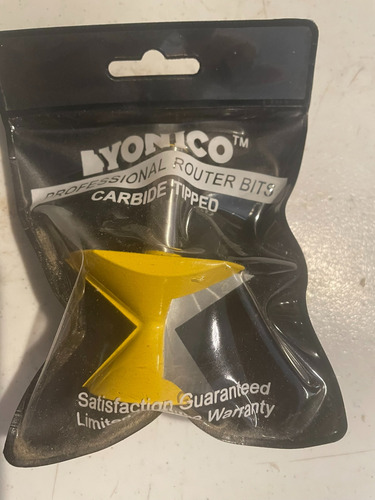 YONICO™
PROFESSIONAL ROUTER BITS
CARBIDE TIPPED
Satisfaction Guaranteed
Limited Warranty